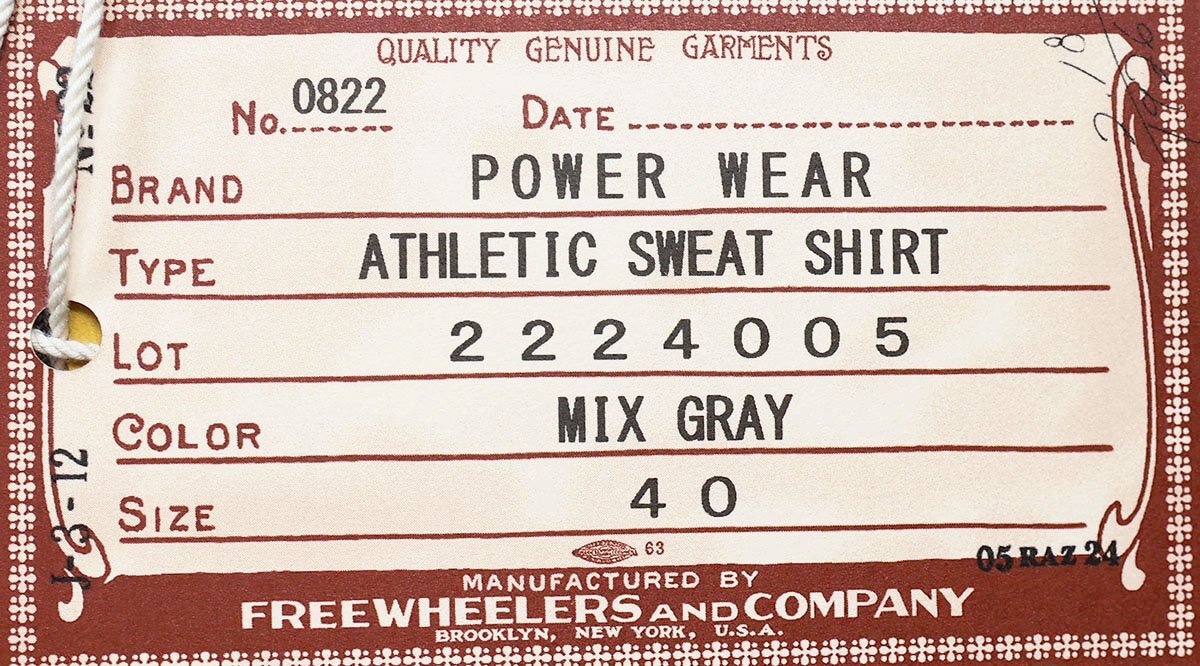 QUALITY GENUINE GARMENTS
No. 0822 DATE
BRAND POWER WEAR
TYPE ATHLETIC SWEAT SHIRT
LOT 2224005
COLOR MIX GRAY
SIZE 40
63
05 RAZ 24
MANUFACTURED BY
FREEWHEELERS AND COMPANY
BROOKLYN, NEW YORK, U.S.A.
J-3-12